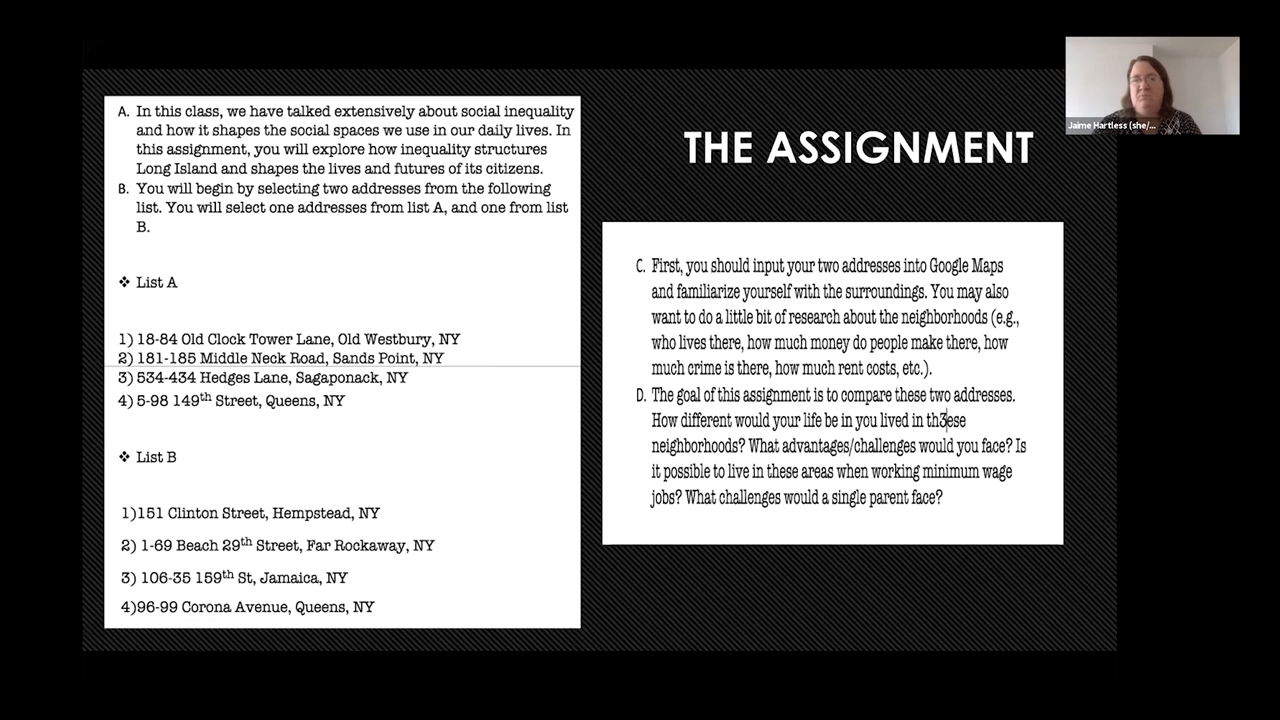 A. In this class, we have talked extensively about social inequality
and how it shapes the social spaces we use in our daily lives. In
this assignment, you will explore how inequality structures
Long Island and shapes the lives and futures of its citizens.
B. You will begin by selecting two addresses from the following
list. You will select one addresses from list A, and one from list
B.
❖ List A
1) 18-84 Old Clock Tower Lane, Old Westbury, NY
2) 181-185 Middle Neck Road, Sands Point, NY
3) 534-434 Hedges Lane, Sagaponack, NY
4) 5-98 149th Street, Queens, NY
❖ List B
1)151 Clinton Street, Hempstead, NY
2) 1-69 Beach 29th Street, Far Rockaway, NY
3) 106-35 159th St, Jamaica, NY
4)96-99 Corona Avenue, Queens, NY
THE ASSIGNMENT
C. First, you should input your two addresses into Google Maps
and familiarize yourself with the surroundings. You may also
want to do a little bit of research about the neighborhoods (e.g.,
who lives there, how much money do people make there, how
much crime is there, how much rent costs, etc.).
D. The goal of this assignment is to compare these two addresses.
How different would your life be in you lived in th3ese
neighborhoods? What advantages/challenges would you face? Is
it possible to live in these areas when working minimum wage
jobs? What challenges would a single parent face?
Jaime Hartless (she/...